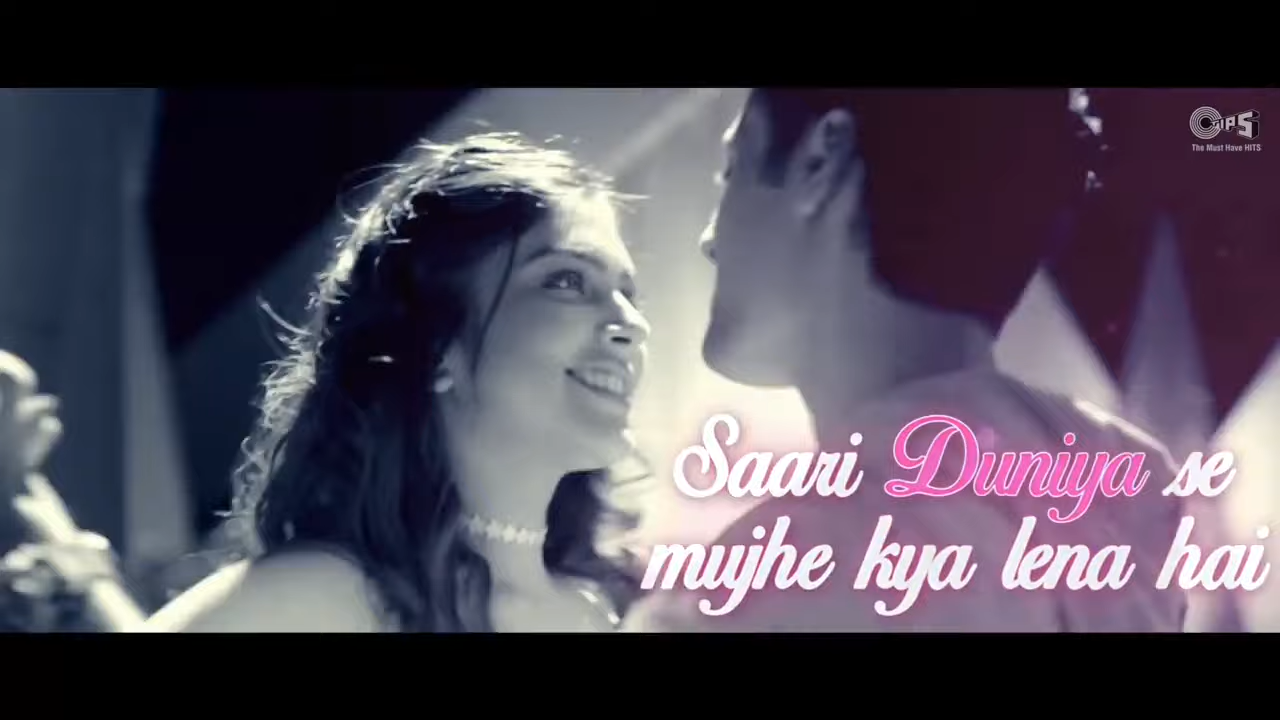 TIPS
The Must Have HITS
Saari Duniya se
mujhe kya lena hai